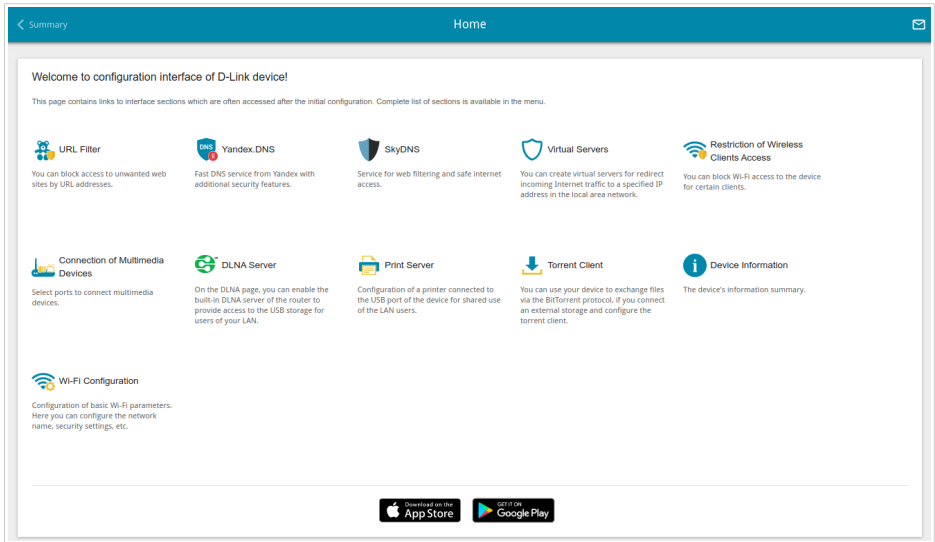 Summary
Home
Welcome to configuration interface of D-Link device!
This page contains links to interface sections which are often accessed after the initial configuration. Complete list of sections is available in the menu.
URL Filter
You can block access to unwanted web
sites by URL addresses.
DNS
Yandex.DNS
Fast DNS service from Yandex with
additional security features.
SkyDNS
Service for web filtering and safe internet
access.
Virtual Servers
You can create virtual servers for redirect
incoming Internet traffic to a specified IP
address in the local area network.
Restriction of Wireless
Clients Access
You can block Wi-Fi access to the device
for certain clients.
Connection of Multimedia
Devices
Select ports to connect multimedia
devices.
DLNA Server
On the DLNA page, you can enable the
built-in DLNA server of the router to
provide access to the USB storage for
users of your LAN.
Print Server
Configuration of a printer connected to
the USB port of the device for shared use
of the LAN users.
Torrent Client
You can use your device to exchange files
via the BitTorrent protocol, if you connect
an external storage and configure the
torrent client.
Device Information
The device's information summary.
Wi-Fi Configuration
Configuration of basic Wi-Fi parameters.
Here you can configure the network
name, security settings, etc.
Download on the
App Store
GET IT ON
Google Play